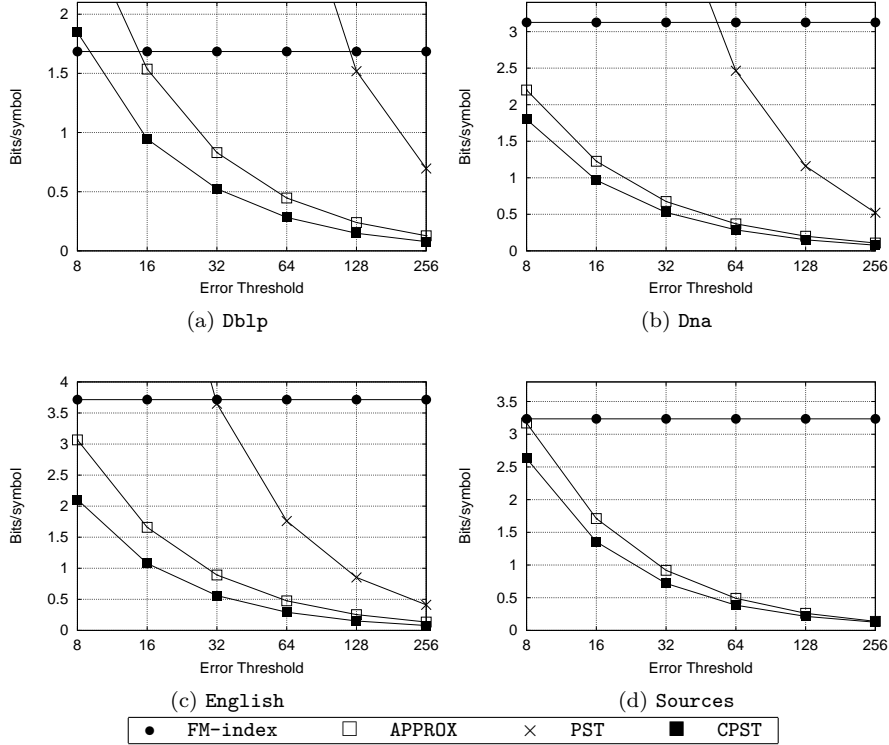 2
1.5
1
0.5
0
Bits/symbol
8 16 32 64 128 256
Error Threshold
(a) Dblp
3
2.5
2
1.5
1
0.5
0
Bits/symbol
8 16 32 64 128 256
Error Threshold
(b) Dna
4
3.5
3
2.5
2
1.5
1
0.5
0
Bits/symbol
8 16 32 64 128 256
Error Threshold
(c) English
3.5
3
2.5
2
1.5
1
0.5
0
Bits/symbol
8 16 32 64 128 256
Error Threshold
(d) Sources
FM-index APPROX PST CPST